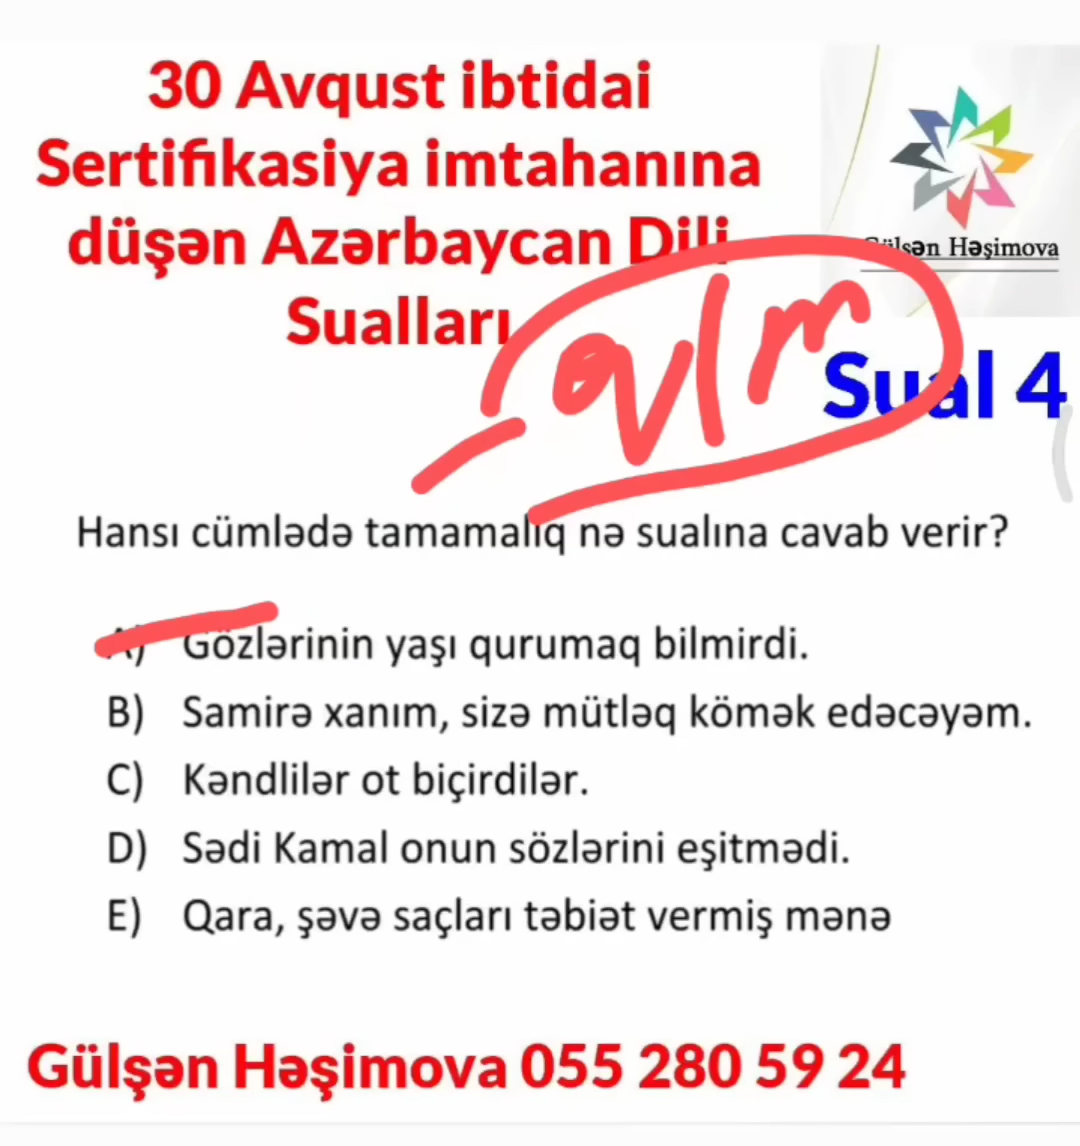 30 Avqust ibtidai
Sertifikasiya imtahanına
düşən Azərbaycan Dili
Sualları
Gülşən Həşimova
Sual 4
Hansı cümlədə tamamalıq nə sualına cavab verir?
A) Gözlərinin yaşı qurumaq bilmirdi.
B) Samirə xanım, sizə mütləq kömək edəcəyəm.
C) Kəndlilər ot biçirdilər.
D) Sədi Kamal onun sözlərini eşitmədi.
E) Qara, şəvə saçları təbiət vermiş mənə
Gülşən Həşimova 055 280 59 24